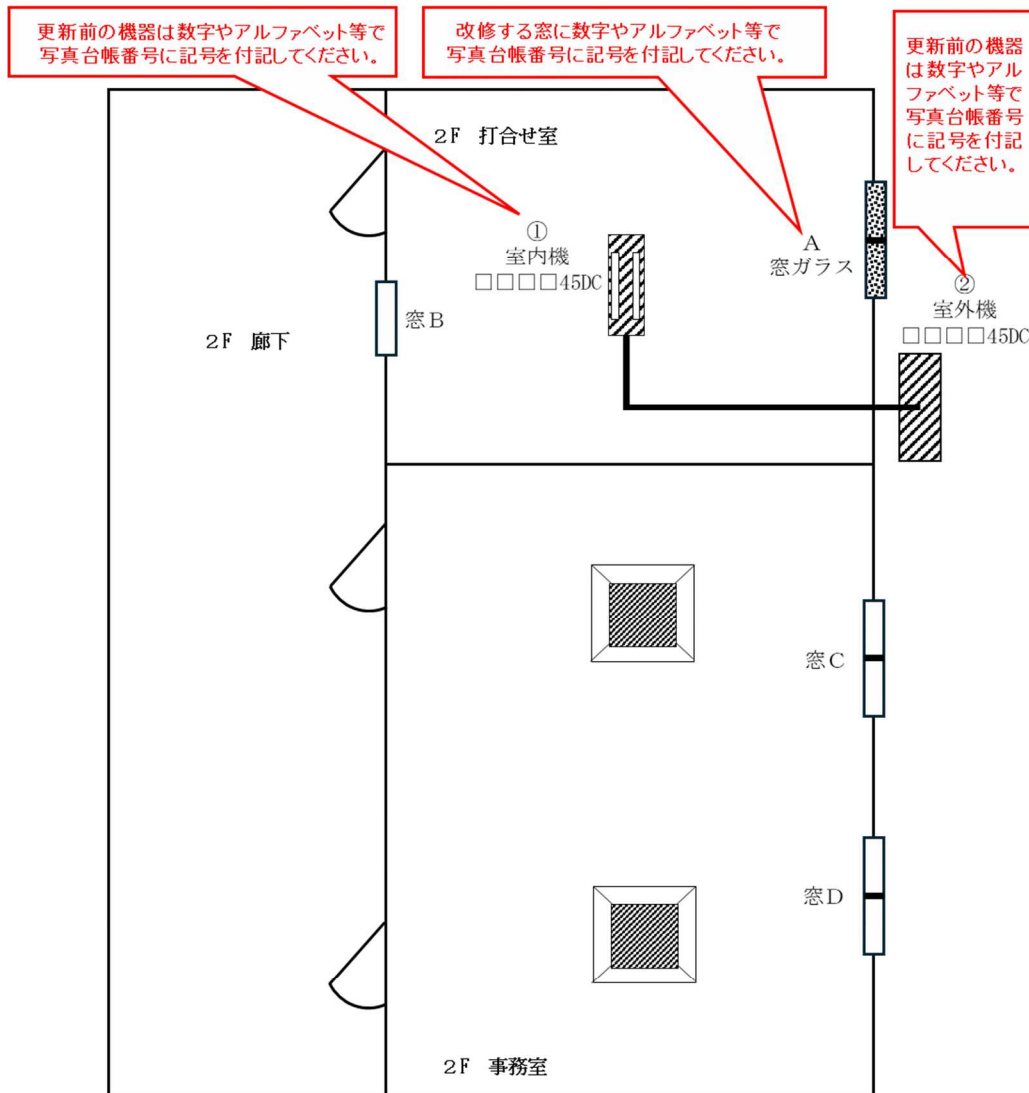 更新前の機器は数字やアルファベット等で
写真台帳番号に記号を付記してください。
改修する窓に数字やアルファベット等で
写真台帳番号に記号を付記してください。
更新前の機器
は数字やアル
ファベット等で
写真台帳番号
に記号を付記
してください。
2F 打合せ室
①
室内機
□□□□45DC
A
窓ガラス
②
室外機
□□□□45DC
窓B
2F 廊下
窓C
窓D
2F 事務室